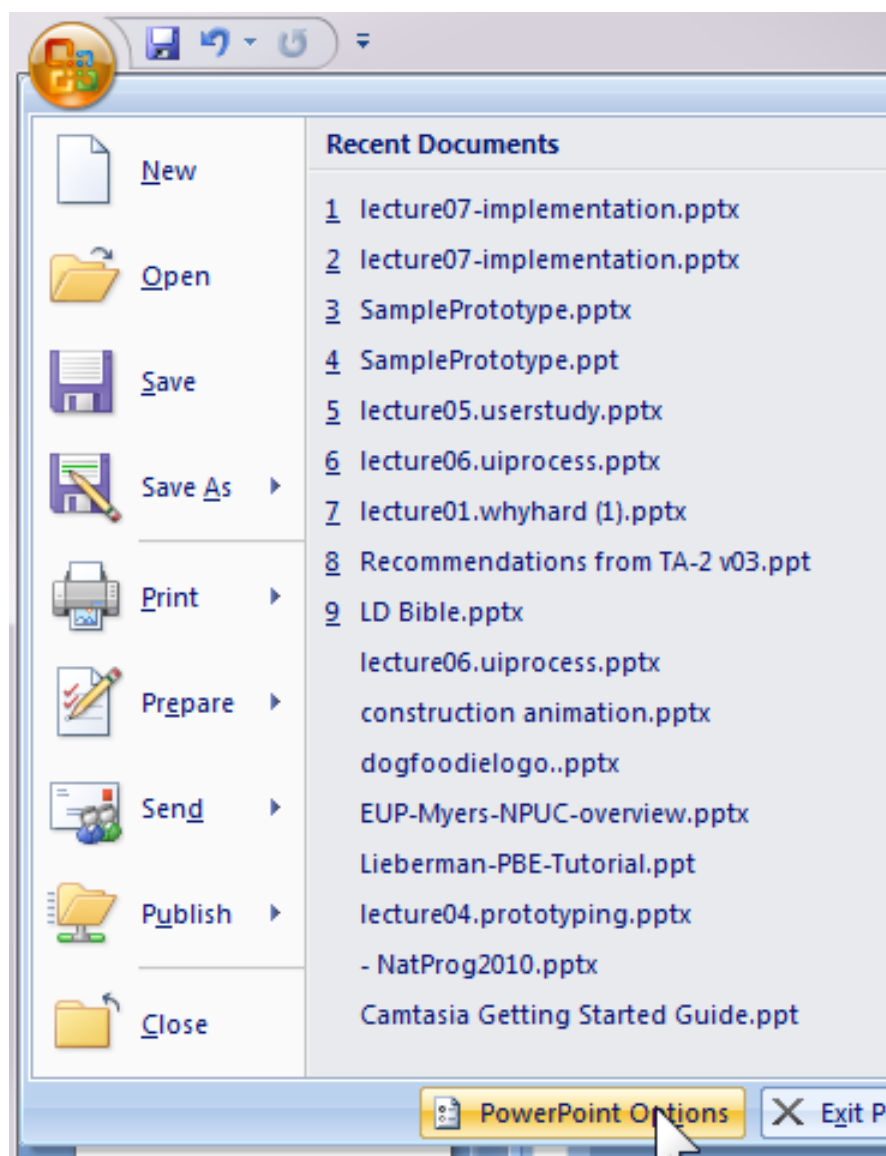 New
Open
Save
Save As
Print
Prepare
Send
Publish
Close
Recent Documents
1 lecture07-implementation.pptx
2 lecture07-implementation.pptx
3 SamplePrototype.pptx
4 SamplePrototype.ppt
5 lecture05.userstudy.pptx
6 lecture06.uiprocess.pptx
7 lecture01.whyhard (1).pptx
8 Recommendations from TA-2 v03.ppt
9 LD Bible.pptx
lecture06.uiprocess.pptx
construction animation.pptx
dogfoodielogo..pptx
EUP-Myers-NPUC-overview.pptx
Lieberman-PBE-Tutorial.ppt
lecture04.prototyping.pptx
- NatProg2010.pptx
Camtasia Getting Started Guide.ppt
PowerPoint Options
Exit P